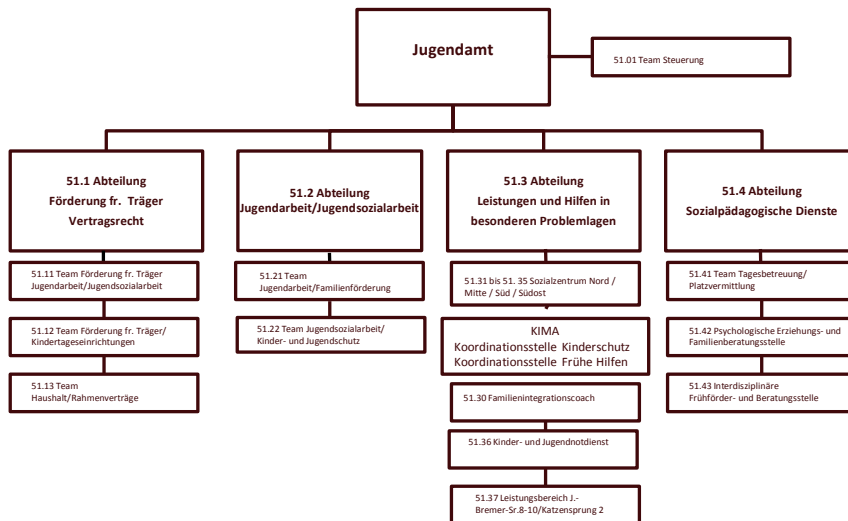 Jugendamt
51.01 Team Steuerung
51.1 Abteilung
Förderung fr. Träger
Vertragsrecht
51.2 Abteilung
Jugendarbeit/Jugendsozialarbeit
51.3 Abteilung
Leistungen und Hilfen in
besonderen Problemlagen
51.4 Abteilung
Sozialpädagogische Dienste
51.11 Team Förderung fr. Träger
Jugendarbeit/Jugendsozialarbeit
51.12 Team Förderung fr. Träger/
Kindertageseinrichtungen
51.13 Team
Haushalt/Rahmenverträge
51.21 Team
Jugendarbeit/Familienförderung
51.22 Team Jugendsozialarbeit/
Kinder- und Jugendschutz
51.31 bis 51. 35 Sozialzentrum Nord /
Mitte / Süd / Südost
KIMA
Koordinationsstelle Kinderschutz
Koordinationsstelle Frühe Hilfen
51.30 Familienintegrationscoach
51.36 Kinder- und Jugendnotdienst
51.37 Leistungsbereich J.-
Bremer-Sr.8-10/Katzensprung 2
51.41 Team Tagesbetreuung/
Platzvermittlung
51.42 Psychologische Erziehungs- und
Familienberatungsstelle
51.43 Interdisziplinäre
Frühförder- und Beratungsstelle